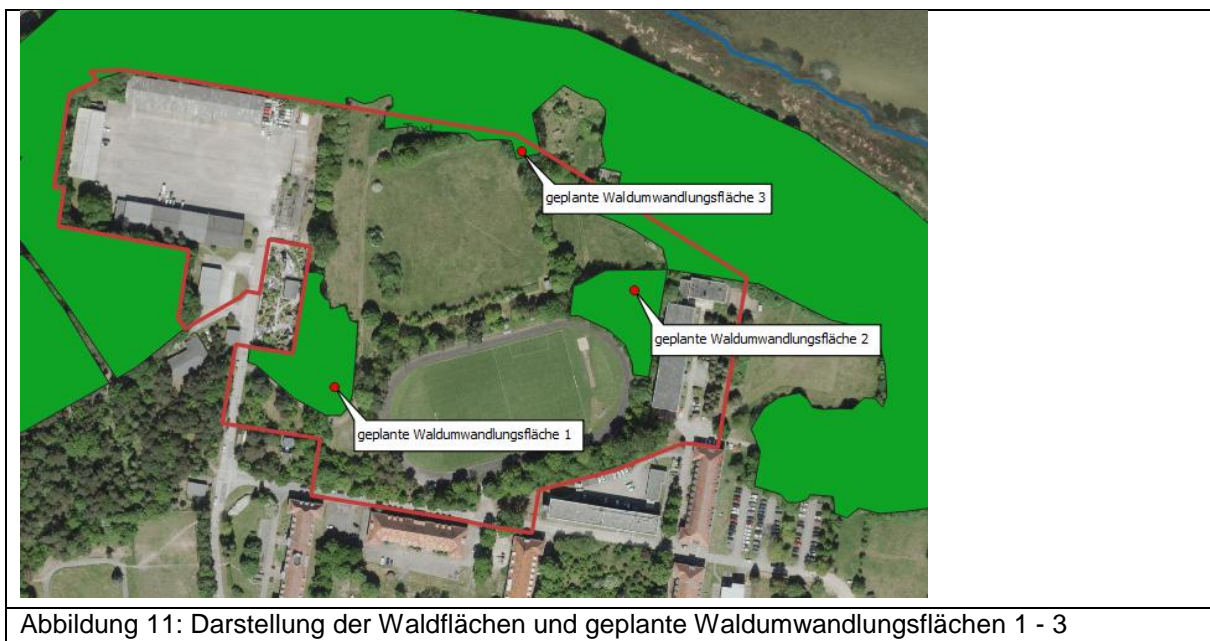 geplante Waldumwandlungsfläche 3
geplante Waldumwandlungsfläche 2
geplante Waldumwandlungsfläche 1
Abbildung 11: Darstellung der Waldflächen und geplante Waldumwandlungsflächen 1 - 3